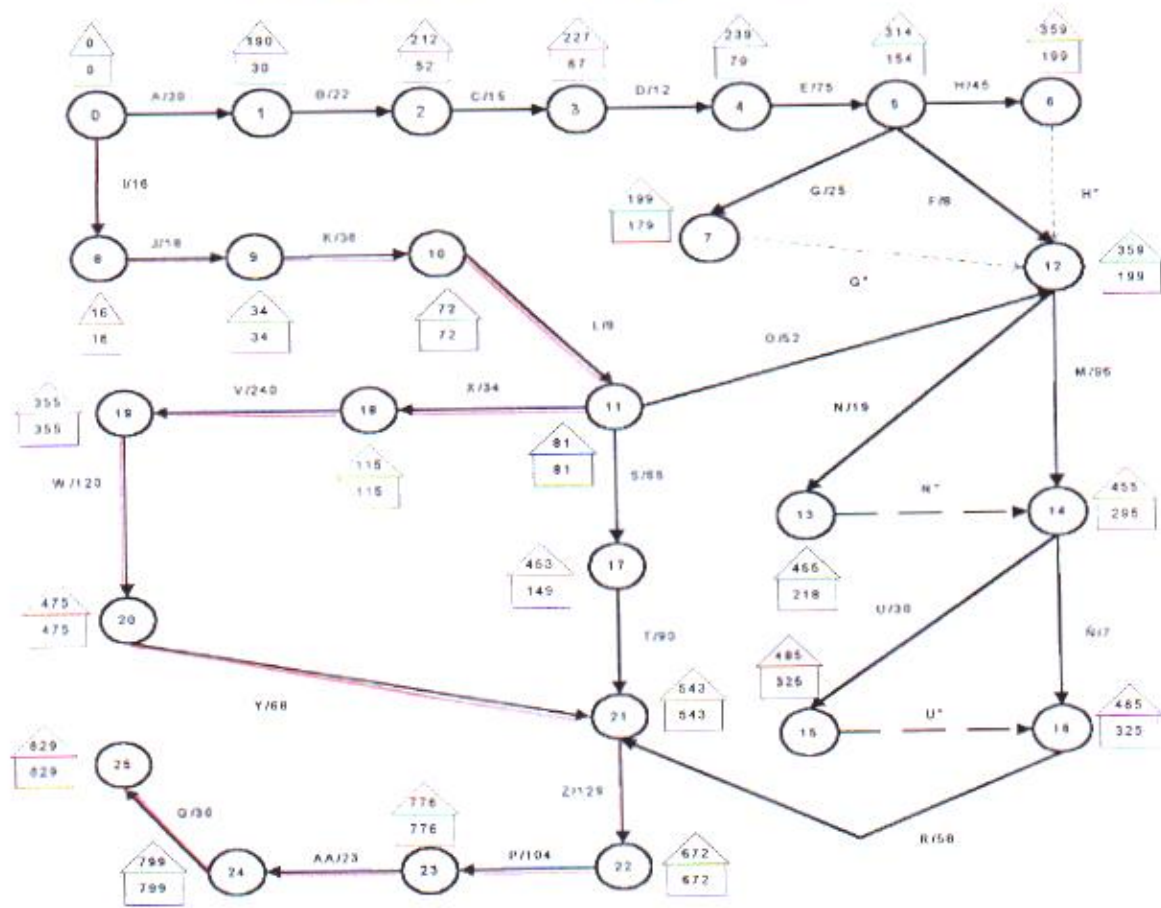 0
190
212
227
239
314
359
0
30
52
67
79
154
199
A/30
B/22
C/15
D/12
E/75
H/45
0
1
2
3
4
5
6
I/16
G/25
F/8
H"
199
179
7
J/18
K/38
8
9
10
12
359
199
G"
16
16
34
34
72
72
L/9
O/52
V/240
X/34
M/96
N/19
355
355
19
18
11
W/120
115
115
81
81
S/68
N"
13
14
455
295
453
149
17
455
218
475
475
20
U/30
Ñ/7
T/90
485
325
Y/68
543
543
21
15
U"
16
485
325
829
829
25
Z/129
Q/30
776
776
R/58
799
799
24
AA/23
23
P/104
22
672
672